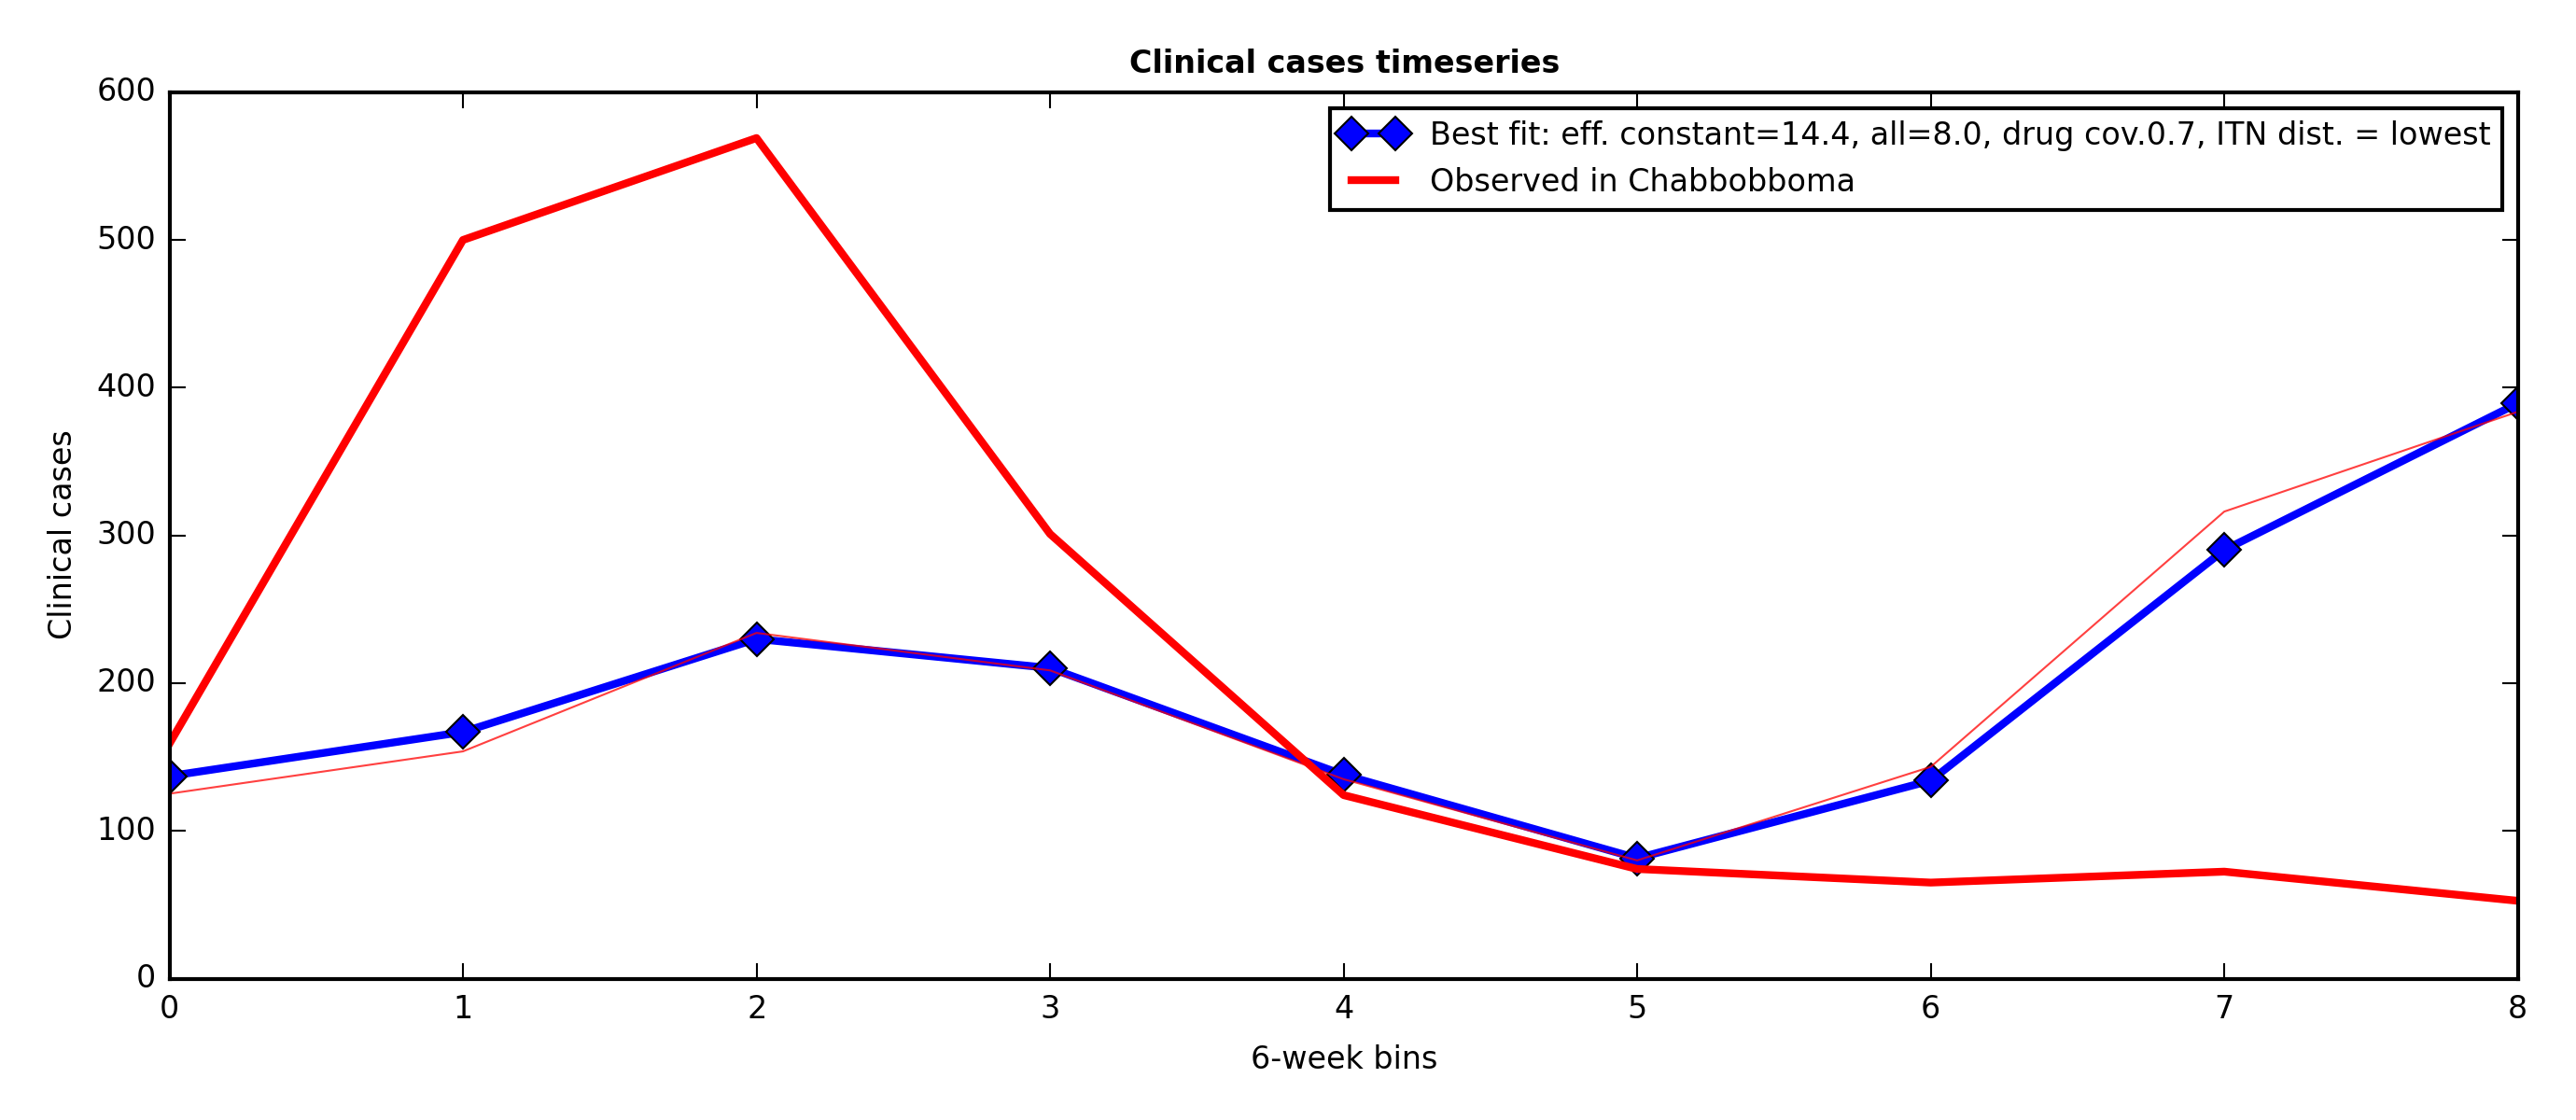 Clinical cases timeseries
600
500
400
300
200
100
0
Clinical cases
Best fit: eff. constant=14.4, all=8.0, drug cov.0.7, ITN dist. = lowest
Observed in Chabbobboma
0 1 2 3 4 5 6 7 8
6-week bins